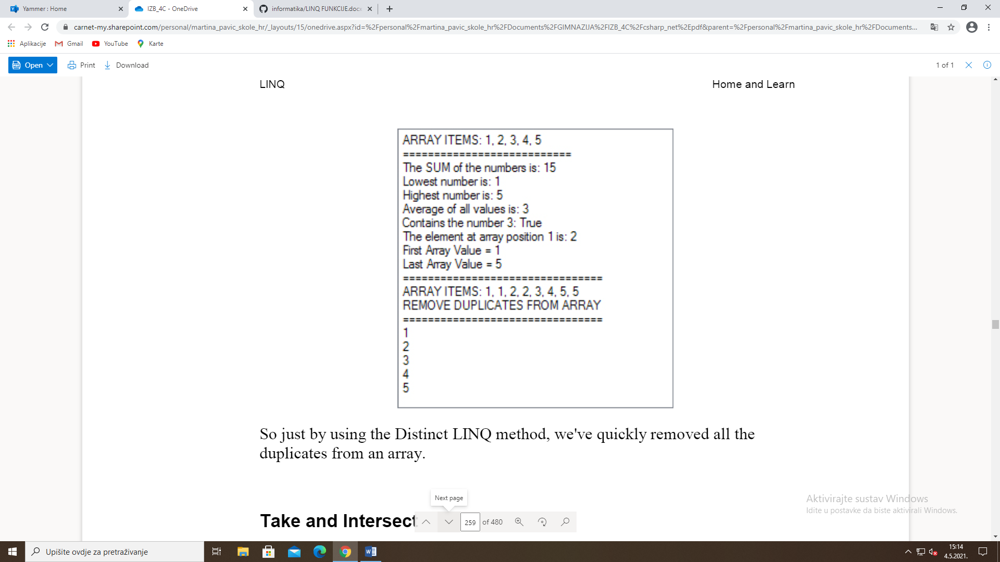 Yammer : Home
IZB_4C - OneDrive
informatika/LINQ FUNKCIJE.docx
carnet-my.sharepoint.com/personal/martina_pavic_skole_hr/_layouts/15/onedrive.aspx?id=%2Fpersonal%2Fmartina_pavic_skole_hr%2FDocuments%2FGIMNAZIJA%2FIZB_4C%2Fcsharp_net%2Epdf&parent=%2Fpersonal%2Fmartina_pavic_skole_hr%2FDocuments...
Aplikacije Gmail YouTube Karte
Open Print Download 1 of 1
LINQ Home and Learn
ARRAY ITEMS: 1, 2, 3, 4, 5
===========================
The SUM of the numbers is: 15
Lowest number is: 1
Highest number is: 5
Average of all values is: 3
Contains the number 3: True
The element at array position 1 is: 2
First Array Value = 1
Last Array Value = 5
================================
ARRAY ITEMS: 1, 1, 2, 2, 3, 4, 5, 5
REMOVE DUPLICATES FROM ARRAY
================================
1
2
3
4
5
So just by using the Distinct LINQ method, we've quickly removed all the
duplicates from an array.
Next page
Take and Intersect
259 of 480
Aktivirajte sustav Windows
Idite u postavke da biste aktivirali Windows.
Upišite ovdje za pretraživanje
15:14
4.5.2021.